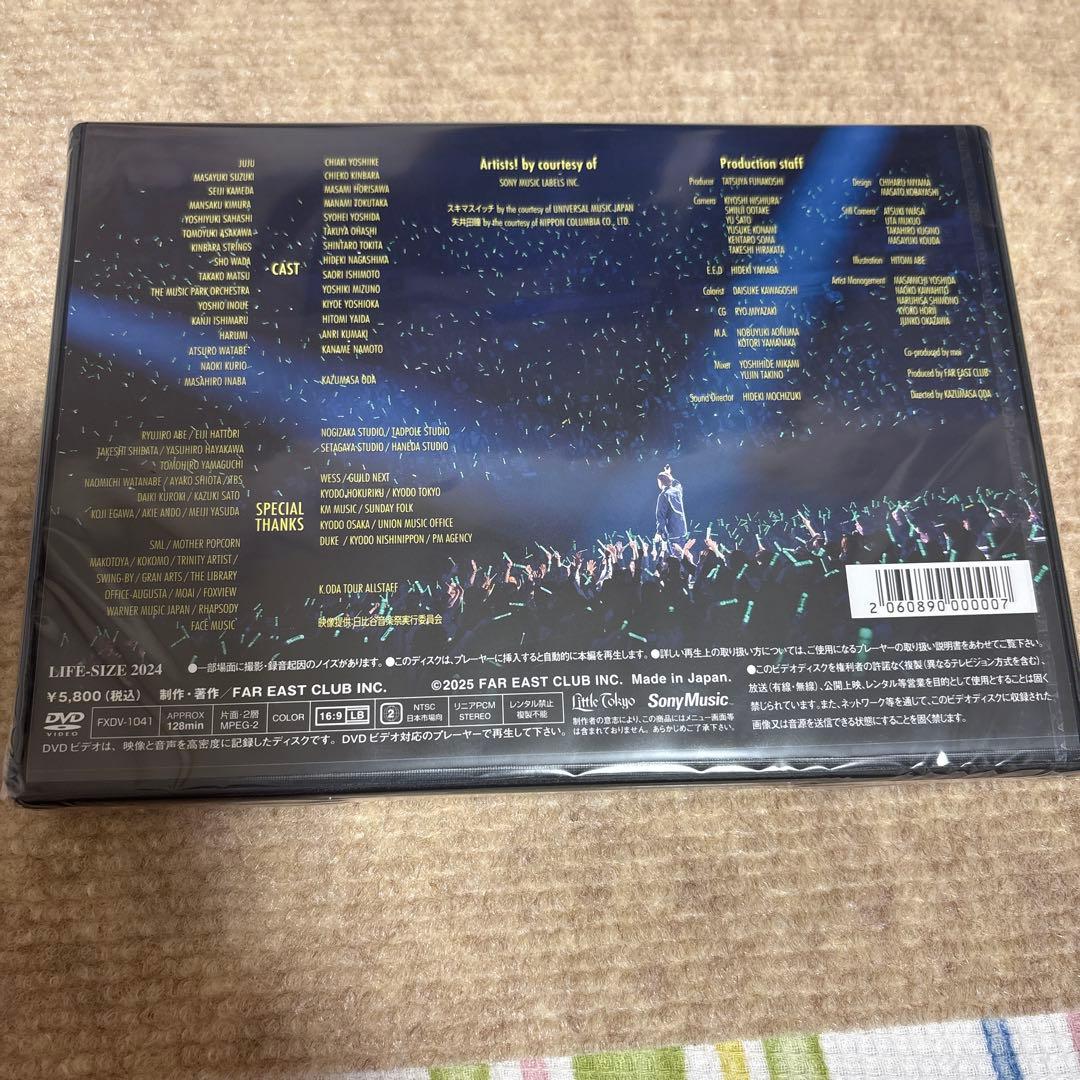 JUJU
MASAYUKI SUZUKI
SEIJI KAMEDA
MANSAKU KIMURA
YOSHIYUKI SAHASHI
TOMOYUKI ASAKAWA
KINBARA STRINGS
SHO WADA
TAKAKO MATSU
THE MUSIC PARK ORCHESTRA
YOSHIO INOUE
KANJI ISHIMARU
HARUMI
ATSURO WATABE
NAOKI KURIO
MASAHIRO INABA
CAST
CHIAKI YOSHIIKE
CHIEKO KINBARA
MASAMI HORISAWA
MANAMI TOKUTAKA
SYOHEI YOSHIDA
TAKUYA OHASHI
SHINTARO TOKITA
HIDEKI NAGASHIMA
SAORI ISHIMOTO
YOSHIKI MIZUNO
KIYOE YOSHIOKA
HITOMI YAIDA
ANRI KUMAKI
KANAME NAMOTO
KAZUMASA ODA
Artists! by courtesy of
SONY MUSIC LABELS INC.
スキマスイッチ by the courtesy of UNIVERSAL MUSIC JAPAN
矢井田瞳 by the courtesy of NIPPON COLUMBIA CO., LTD.
Production staff
Producer TATSUYA FUNAKOSHI
Camera KIYOSHI NISHIURA
SHINJI OOTAKE
YU SATO
YUSUKE KONAMI
KENTARO SOMA
TAKESHI HIRAKATA
E.E.D HIDEKI YAMAGA
Colorist DAISUKE KAWAGOSHI
CG RYO MIYAZAKI
M.A. NOBUYUKI AONUMA
KOTORI YAMANAKA
Mixer YOSHIHIDE MIKAMI
YUJIN TAKINO
Sound Director HIDEKI MOCHIZUKI
Design CHIHARU MIYAMA
MASATO KOBAYASHI
Still Camera ATSUKI IWASA
UTA MUKUO
TAKAHIRO KUGINO
MASAYUKI KOUDA
Illustration HITOMI ABE
Artist Management MASAMICHI YOSHIDA
NAOKO KAWAHITO
NARUHISA SHIMONO
KYORO HORII
JUNKO OKAZAWA
Co-produced by moi
Produced by FAR EAST CLUB
Directed by KAZUMASA ODA
RYUJIRO ABE / EIJI HATTORI
TAKESHI SHIBATA / YASUHIRO HAYAKAWA
TOMOHIRO YAMAGUCHI
NAOMICHI WATANABE / AYAKO SHIOTA / TBS
DAIKI KUROKI / KAZUKI SATO
KOJI EGAWA / AKIE ANDO / MEIJI YASUDA
SML / MOTHER POPCORN
MAKOTOYA / KOKOMO / TRINITY ARTIST /
SWING-BY / GRAN ARTS / THE LIBRARY
OFFICE-AUGUSTA / MOAI / FOXVIEW
WARNER MUSIC JAPAN / RHAPSODY
FACE MUSIC
SPECIAL
THANKS
NOGIZAKA STUDIO / TADPOLE STUDIO
SETAGAYA STUDIO / HANEDA STUDIO
WESS / GUILD NEXT
KYODO HOKURIKU / KYODO TOKYO
KM MUSIC / SUNDAY FOLK
KYODO OSAKA / UNION MUSIC OFFICE
DUKE / KYODO NISHINIPPON / PM AGENCY
K.ODA TOUR ALLSTAFF
映像提供:日比谷音楽祭実行委員会
2 060890 000007
LIFE-SIZE 2024
●一部場面に撮影・録音起因のノイズがあります。●このディスクは、プレーヤーに挿入すると自動的に本編を再生します。●詳しい再生上の取り扱い方については、ご使用になるプレーヤーの取り扱い説明書をあわせてご覧下さい。
¥5,800(税込) 制作・著作/FAR EAST CLUB INC. ©2025 FAR EAST CLUB INC. Made in Japan.
●このビデオディスクを権利者の許諾なく複製(異なるテレビジョン方式を含む)、
放送(有線・無線)、公開上映、レンタル等営業を目的として使用することは固く
禁じられています。また、ネットワーク等を通じて、このビデオディスクに収録された
画像又は音源を送信できる状態にすることを固く禁じます。
DVD VIDEO
FXDV-1041
APPROX 128min
片面・2層 MPEG-2
COLOR
16:9 LB
2
NTSC 日本市場向
リニアPCM STEREO
レンタル禁止 複製不能
Little Tokyo
SonyMusic
制作者の意志により、この商品にはメニュー画面等
は含まれておりません。あらかじめご了承下さい。
DVDビデオは、映像と音声を高密度に記録したディスクです。DVDビデオ対応のプレーヤーで再生して下さい。